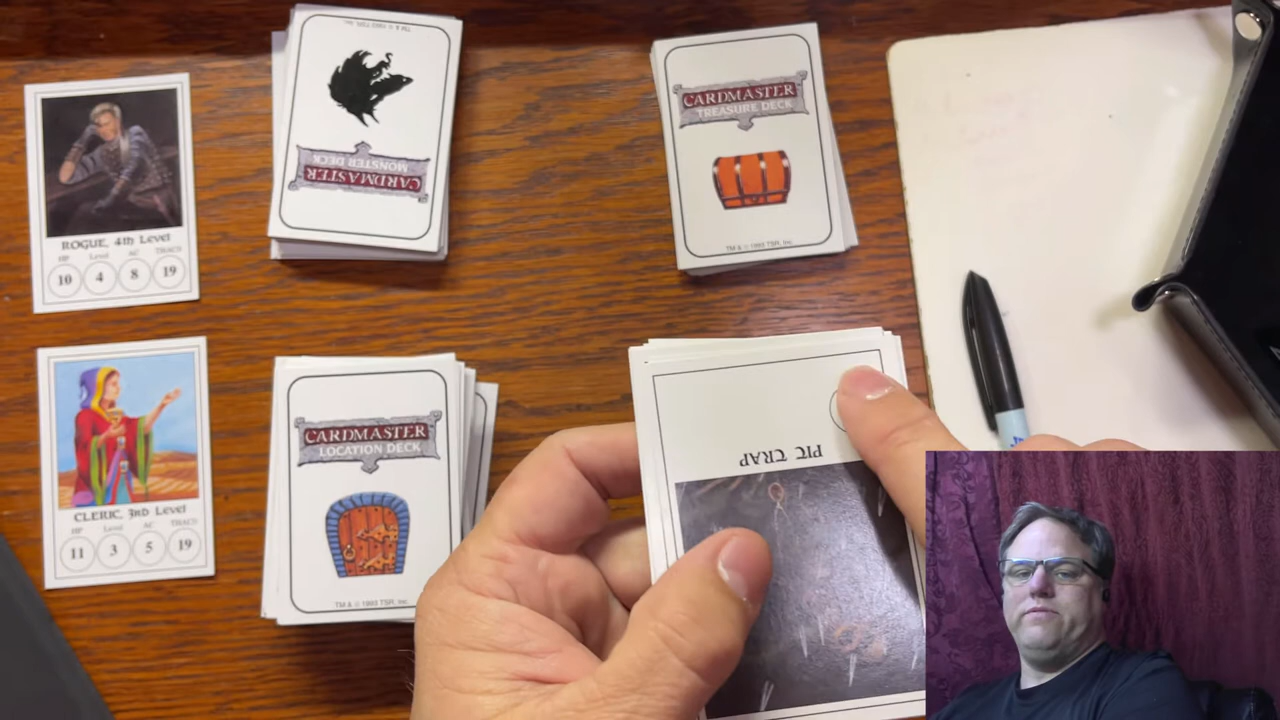 ROGUE, 4th Level
HP Level AC THAC0
10 4 8 19
TM & © 1993 TSR, Inc.
CARDMASTER
MONSTER DECK
CARDMASTER
TREASURE DECK
TM & © 1993 TSR, Inc.
CLERIC, 3RD Level
HP Level AC THAC0
11 3 5 19
CARDMASTER
LOCATION DECK
TM & © 1993 TSR, Inc.
PIT TRAP